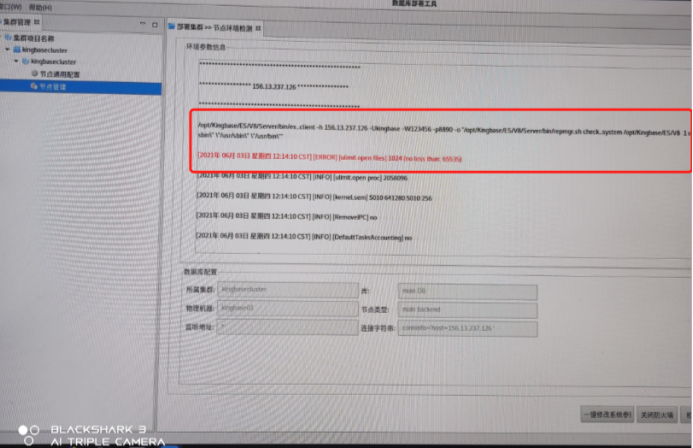 窗口(W) 帮助(H)
数据库部署工具
集群管理
部署集群 >> 节点环境检测
集群项目名称
kingbasecluster
kingbasecluster
节点通用配置
节点管理
环境参数信息
****************** 156.13.237.126 ******************
/opt/Kingbase/ES/V8/Server/bin/es_client -h 156.13.237.126 -Ukingbase -W123456 -p8890 -c "/opt/Kingbase/ES/V8/Server/bin/repmgr.sh check_system /opt/Kingbase/ES/V8
sbin\" \"/usr/sbin\" \"/usr/bin\""
[2021年 06月 03日 星期四 12:14:10 CST] [ERROR] [ulimit.open files] 1024 (no less than: 65535)
[2021年 06月 03日 星期四 12:14:10 CST] [INFO] [ulimit.open proc] 2058096
[2021年 06月 03日 星期四 12:14:10 CST] [INFO] [kernel.sem] 5010 641280 5010 256
[2021年 06月 03日 星期四 12:14:10 CST] [INFO] [RemoveIPC] no
[2021年 06月 03日 星期四 12:14:10 CST] [INFO] [DefaultTasksAccounting] no
数据库配置
所属集群: kingbasecluster 库: main DB
物理机器: kingbase01 节点类型: main backend
监听地址: * 连接字符串: conninfo='host=156.13.237.126
一键修改系统参 关闭防火墙
BLACKSHARK 3
AI TRIPLE CAMERA